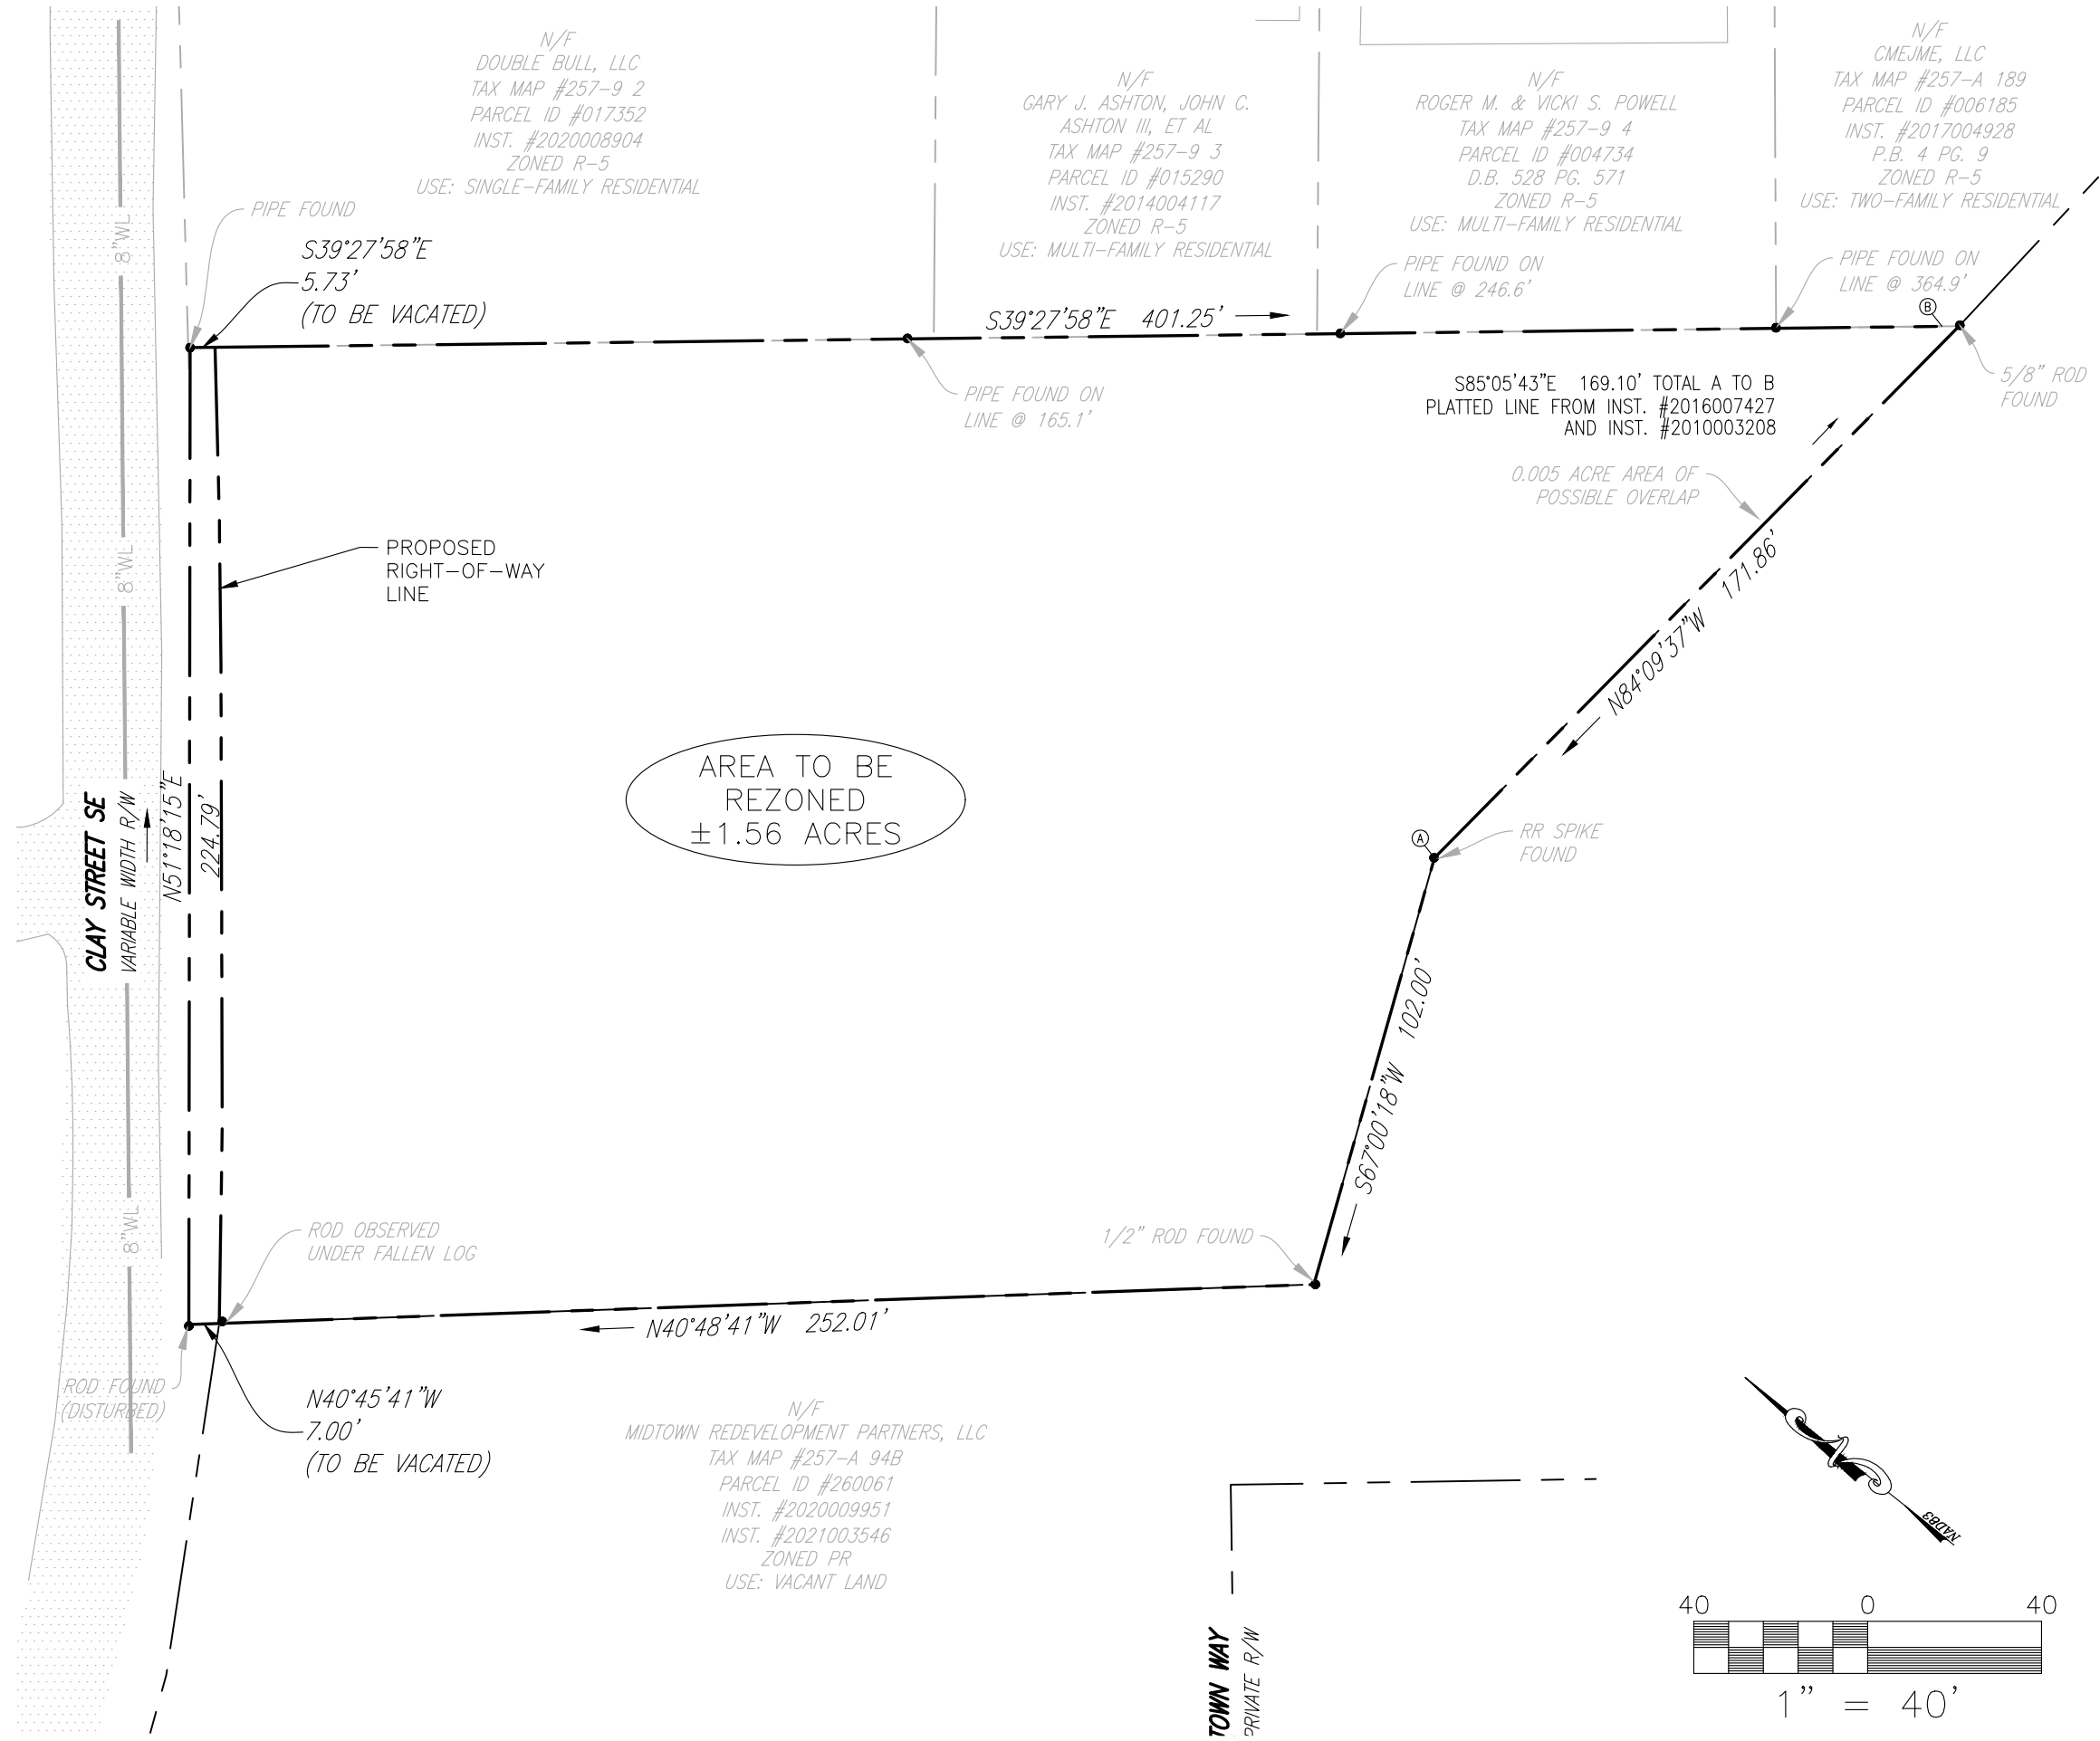 N/F
DOUBLE BULL, LLC
TAX MAP #257-9 2
PARCEL ID #017352
INST. #2020008904
ZONED R-5
USE: SINGLE-FAMILY RESIDENTIAL
N/F
GARY J. ASHTON, JOHN C.
ASHTON III, ET AL
TAX MAP #257-9 3
PARCEL ID #015290
INST. #2014004117
ZONED R-5
USE: MULTI-FAMILY RESIDENTIAL
N/F
ROGER M. & VICKI S. POWELL
TAX MAP #257-9 4
PARCEL ID #004734
D.B. 528 PG. 571
ZONED R-5
USE: MULTI-FAMILY RESIDENTIAL
N/F
CMEJME, LLC
TAX MAP #257-A 189
PARCEL ID #006185
INST. #2017004928
P.B. 4 PG. 9
ZONED R-5
USE: TWO-FAMILY RESIDENTIAL
8"WL
PIPE FOUND
S39°27'58"E
5.73'
(TO BE VACATED)
S39°27'58"E 401.25'
PIPE FOUND ON
LINE @ 246.6'
PIPE FOUND ON
LINE @ 364.9'
B
PIPE FOUND ON
LINE @ 165.1'
5/8" ROD
FOUND
S85°05'43"E 169.10' TOTAL A TO B
PLATTED LINE FROM INST. #2016007427
AND INST. #2010003208
0.005 ACRE AREA OF
POSSIBLE OVERLAP
8"WL
PROPOSED
RIGHT-OF-WAY
LINE
N84°09'37"W 171.86'
AREA TO BE
REZONED
±1.56 ACRES
CLAY STREET SE
VARIABLE WIDTH R/W
N51°18'15"E
224.79'
A
RR SPIKE
FOUND
S67°00'18"W 102.00'
8"WL
ROD OBSERVED
UNDER FALLEN LOG
1/2" ROD FOUND
N40°48'41"W 252.01'
ROD FOUND
(DISTURBED)
N40°45'41"W
7.00'
(TO BE VACATED)
N/F
MIDTOWN REDEVELOPMENT PARTNERS, LLC
TAX MAP #257-A 94B
PARCEL ID #260061
INST. #2020009951
INST. #2021003546
ZONED PR
USE: VACANT LAND
TOWN WAY
PRIVATE R/W
NAD83
40 0 40
1" = 40'